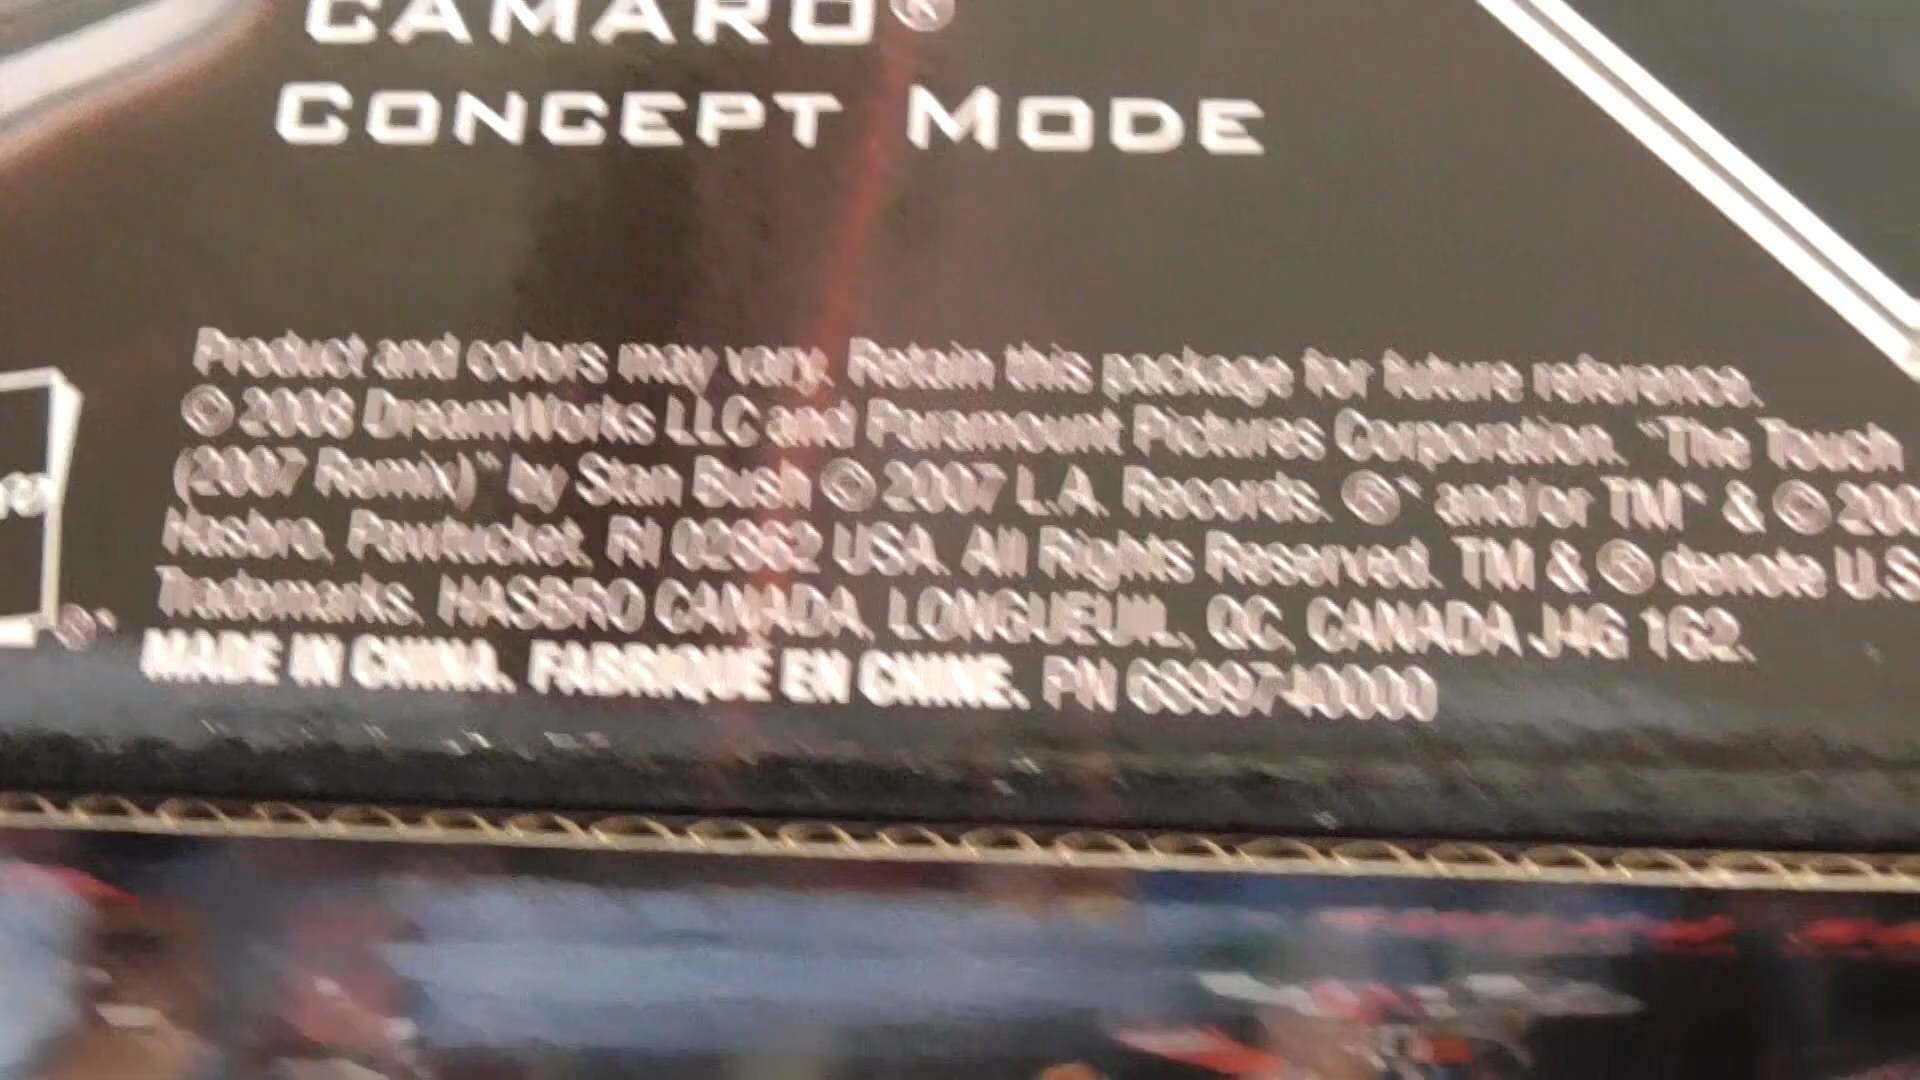 CAMARO®
CONCEPT MODE
Product and colors may vary. Retain this package for future reference.
© 2008 DreamWorks LLC and Paramount Pictures Corporation. "The Touch
(2007 Remix)" by Stan Bush © 2007 L.A. Records. ®* and/or TM* & © 200
Hasbro, Pawtucket, RI 02862 USA. All Rights Reserved. TM & ® denote U.S
Trademarks. HASBRO CANADA, LONGUEUIL, QC, CANADA J4G 1G2.
MADE IN CHINA. FABRIQUÉ EN CHINE. PN